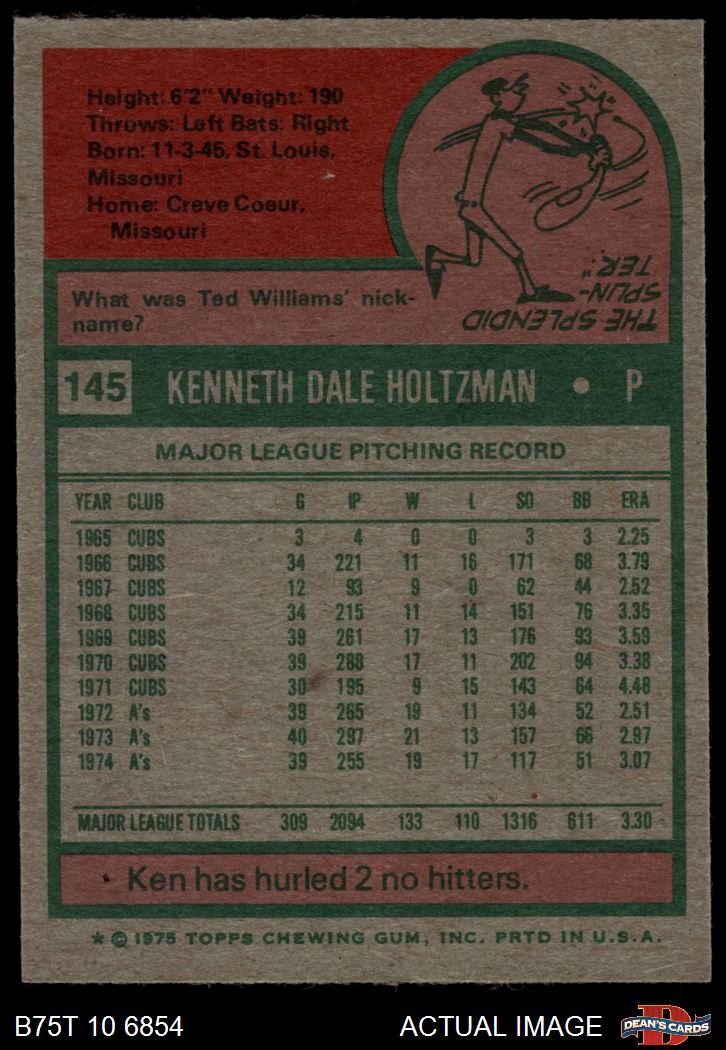 Height: 6'2" Weight: 190
Throws: Left Bats: Right
Born: 11-3-45, St. Louis,
Missouri
Home: Creve Coeur,
Missouri
What was Ted Williams' nick-
name?
THE SPLENDID
SPLIN-
TER."
145 KENNETH DALE HOLTZMAN • P
MAJOR LEAGUE PITCHING RECORD
YEAR CLUB G IP W L SO BB ERA
1965 CUBS 3 4 0 0 3 3 2.25
1966 CUBS 34 221 11 16 171 68 3.79
1967 CUBS 12 93 9 0 62 44 2.52
1968 CUBS 34 215 11 14 151 76 3.35
1969 CUBS 39 261 17 13 176 93 3.59
1970 CUBS 39 288 17 11 202 94 3.38
1971 CUBS 30 195 9 15 143 64 4.48
1972 A's 39 265 19 11 134 52 2.51
1973 A's 40 297 21 13 157 66 2.97
1974 A's 39 255 19 17 117 51 3.07
MAJOR LEAGUE TOTALS 309 2094 133 110 1316 611 3.30
Ken has hurled 2 no hitters.
* © 1975 TOPPS CHEWING GUM, INC. PRTD IN U.S.A.
B75T 10 6854 ACTUAL IMAGE
D
DEAN'S CARDS